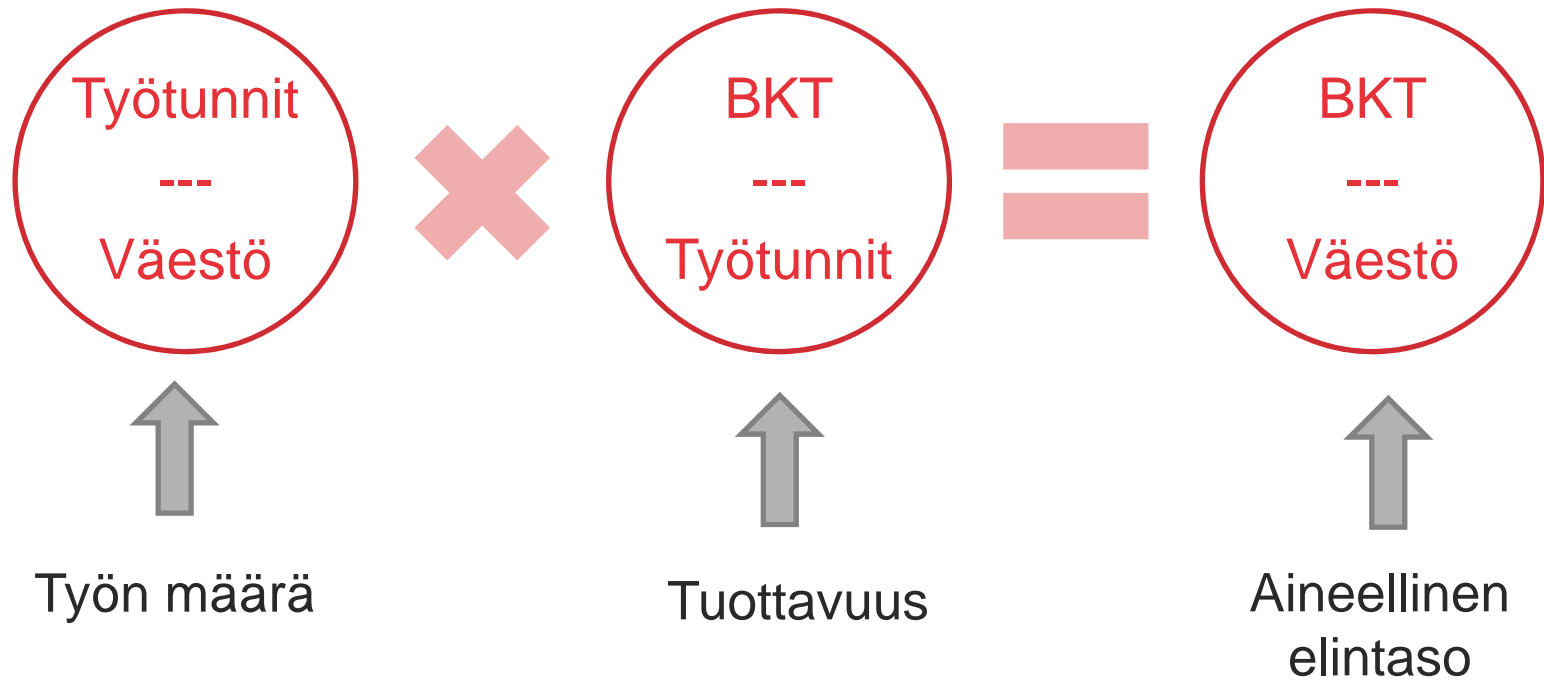 Työtunnit
---
Väestö
BKT
---
Työtunnit
BKT
---
Väestö
Työn määrä
Tuottavuus
Aineellinen
elintaso